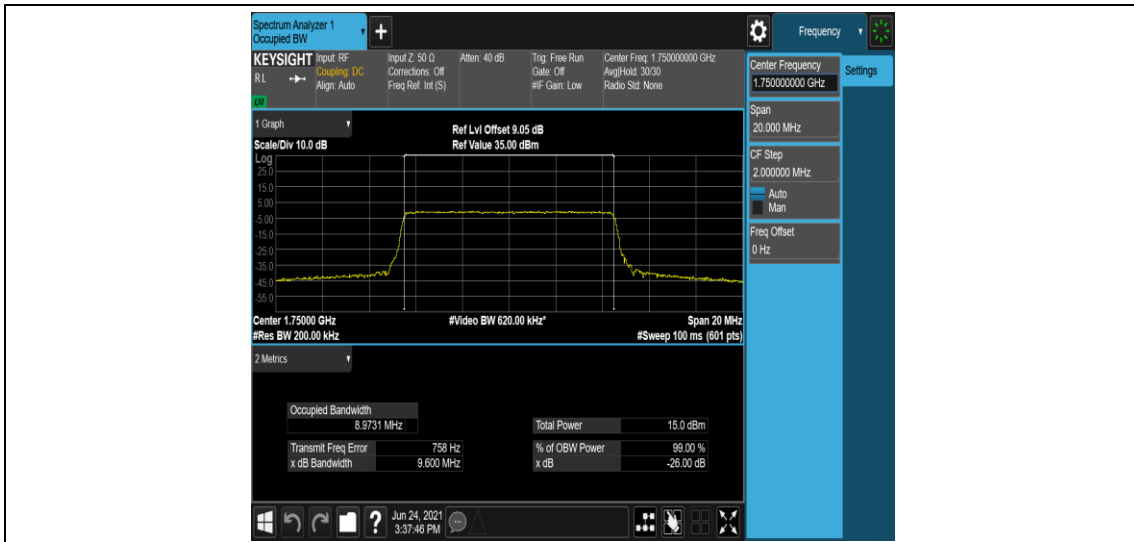 Spectrum Analyzer 1
Occupied BW
+
Frequency
KEYSIGHT
RL
LXI
Input: RF
Coupling: DC
Align: Auto
Input Z: 50 Ω
Corrections: Off
Freq Ref: Int (S)
Atten: 40 dB
Trig: Free Run
Gate: Off
#IF Gain: Low
Center Freq: 1.750000000 GHz
Avg|Hold: 30/30
Radio Std: None
Center Frequency
1.750000000 GHz
Settings
Span
20.000 MHz
CF Step
2.000000 MHz
Auto
Man
Freq Offset
0 Hz
1 Graph
Scale/Div 10.0 dB
Ref Lvl Offset 9.05 dB
Ref Value 35.00 dBm
Log
25.0
15.0
5.00
-5.00
-15.0
-25.0
-35.0
-45.0
-55.0
Center 1.75000 GHz
#Res BW 200.00 kHz
#Video BW 620.00 kHz*
Span 20 MHz
#Sweep 100 ms (601 pts)
2 Metrics
Occupied Bandwidth
8.9731 MHz
Total Power 15.0 dBm
Transmit Freq Error 758 Hz
x dB Bandwidth 9.600 MHz
% of OBW Power 99.00 %
x dB -26.00 dB
?
Jun 24, 2021
3:37:46 PM